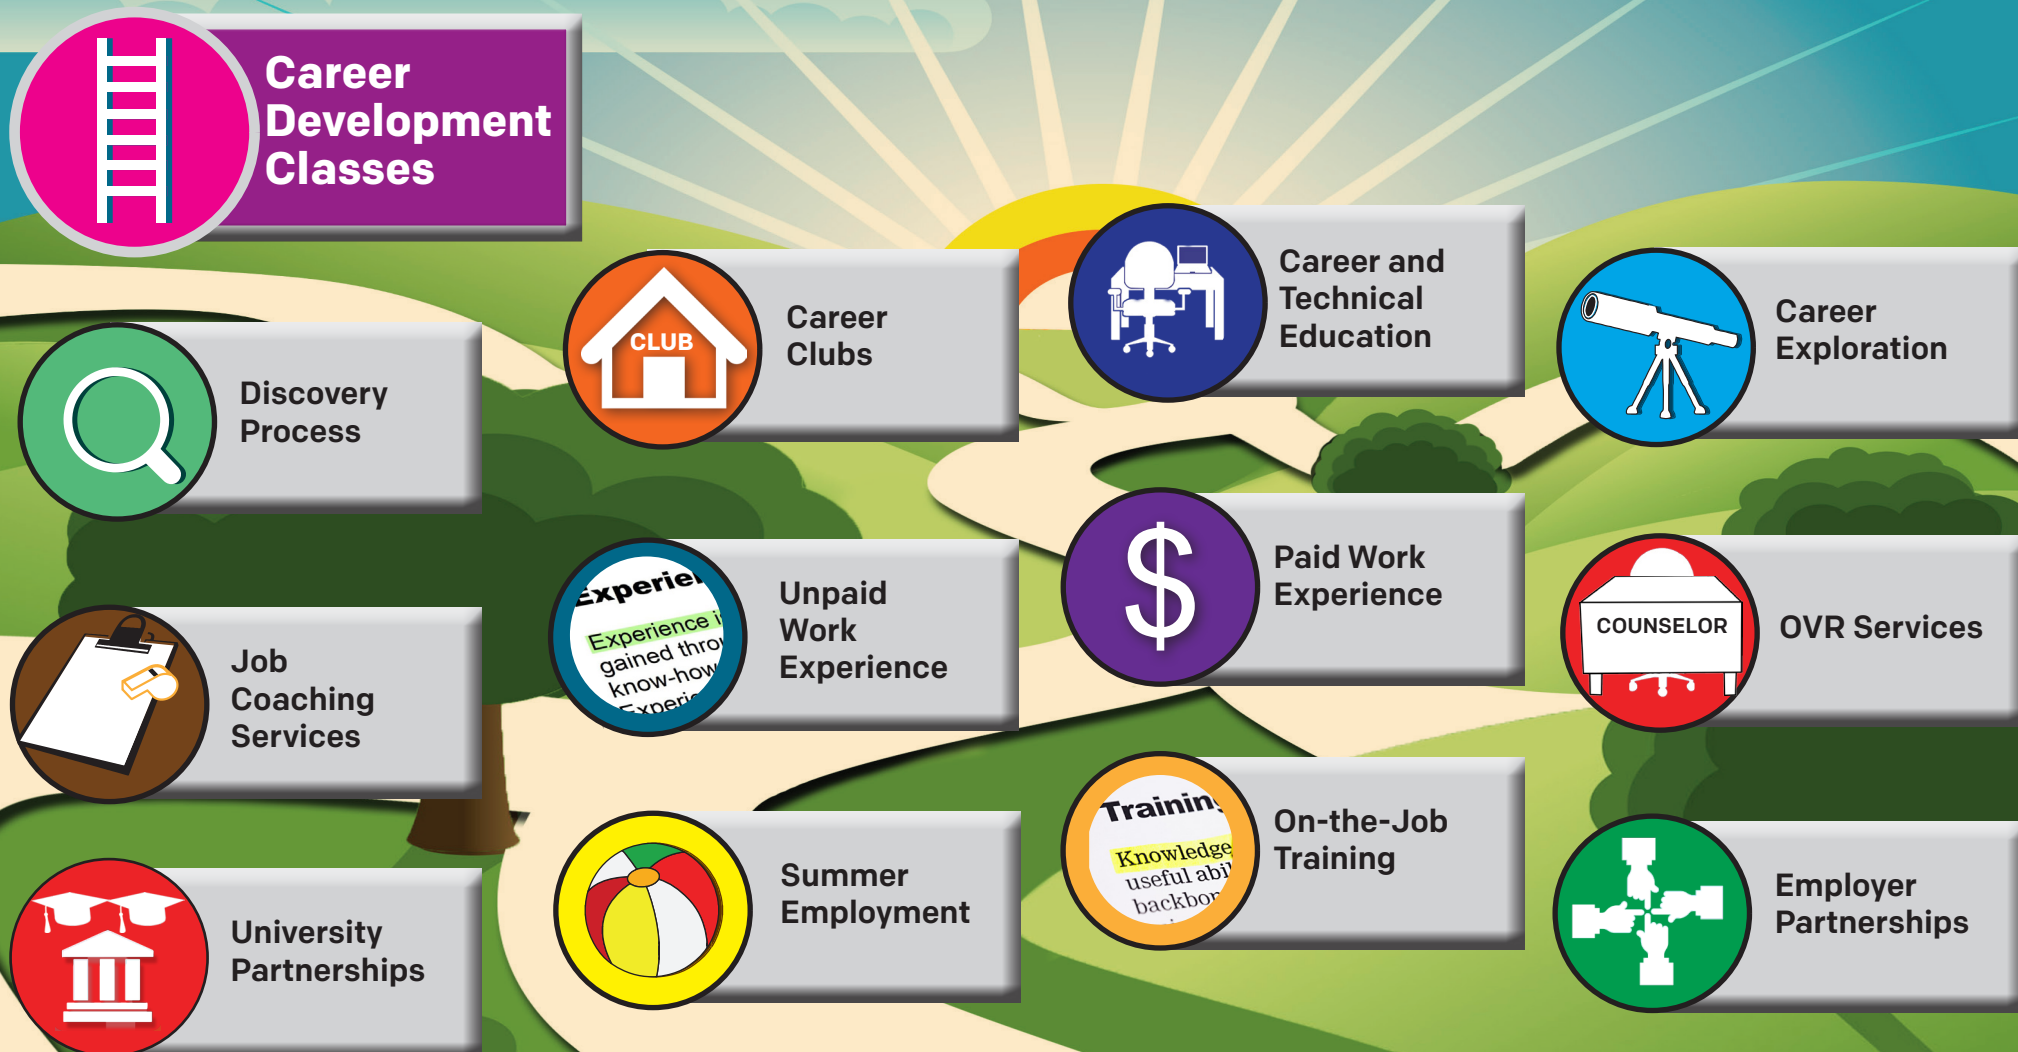 Career
Development
Classes
Discovery
Process
CLUB
Career
Clubs
Career and
Technical
Education
Career
Exploration
Job
Coaching
Services
Experience
gained
know-how
Unpaid
Work
Experience
$
Paid Work
Experience
COUNSELOR
OVR Services
University
Partnerships
Summer
Employment
Knowledge
useful
On-the-Job
Training
Employer
Partnerships